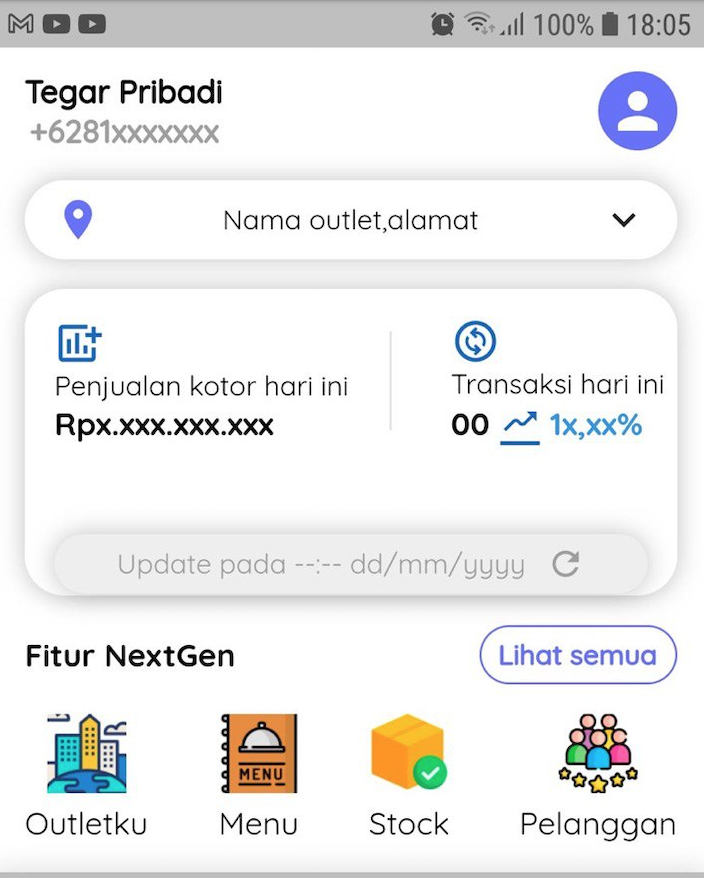 100% 18:05
Tegar Pribadi
+6281xxxxxxx
Nama outlet,alamat
Penjualan kotor hari ini
Rpx.xxx.xxx.xxx
Transaksi hari ini
00 1x,xx%
Update pada --:-- dd/mm/yyyy
Fitur NextGen
Lihat semua
MENU
Outletku Menu Stock Pelanggan